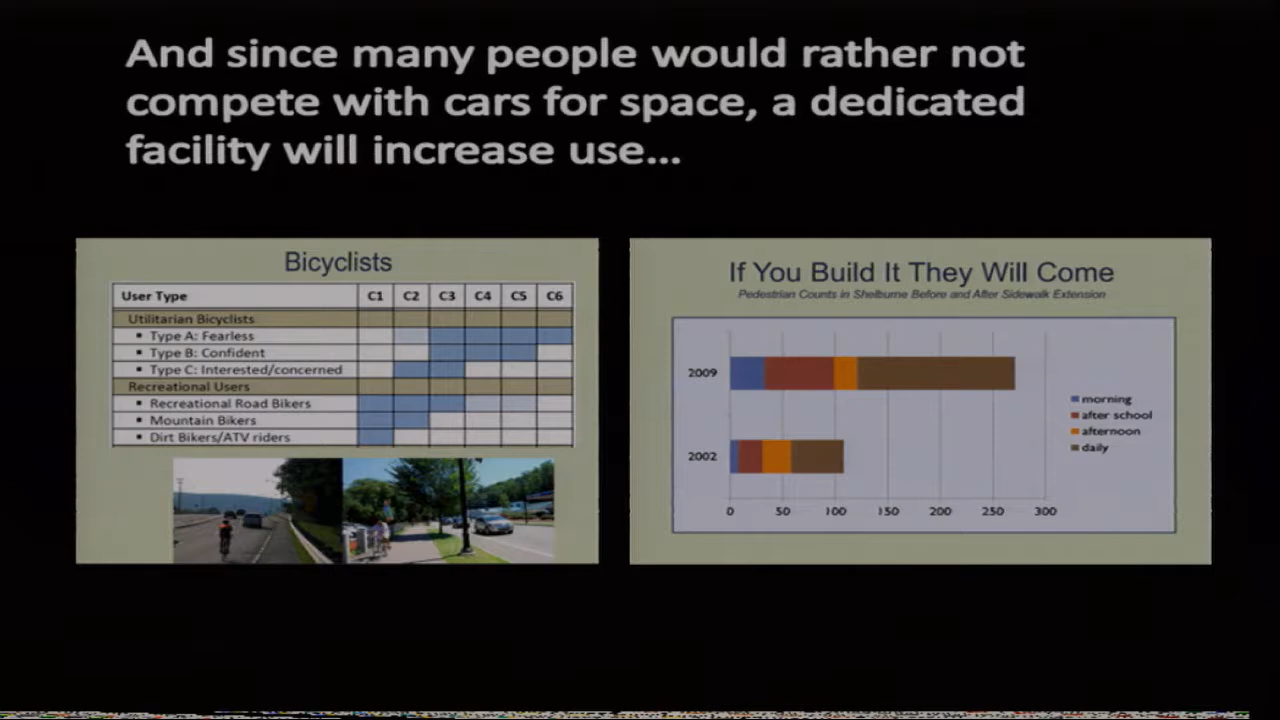 And since many people would rather not
compete with cars for space, a dedicated
facility will increase use...
Bicyclists
User Type C1 C2 C3 C4 C5 C6
Utilitarian Bicyclists
▪ Type A: Fearless
▪ Type B: Confident
▪ Type C: Interested/concerned
Recreational Users
▪ Recreational Road Bikers
▪ Mountain Bikers
▪ Dirt Bikers/ATV riders
If You Build It They Will Come
Pedestrian Counts in Shelburne Before and After Sidewalk Extension
2009
2002
0 50 100 150 200 250 300
morning
after school
afternoon
daily